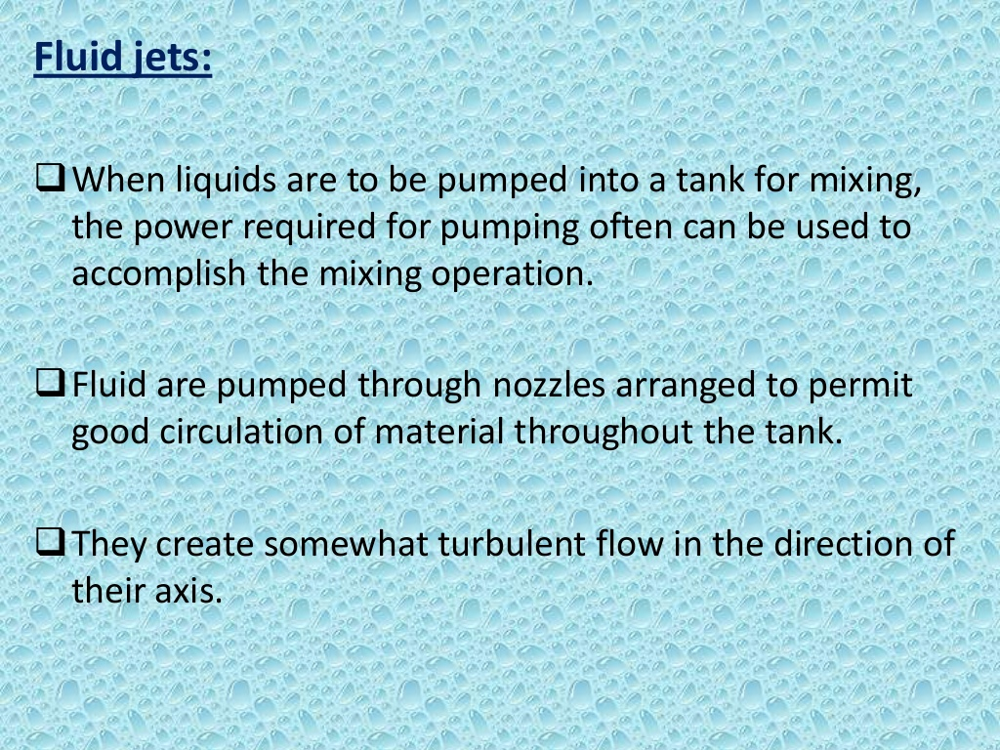 Fluid jets:
❑When liquids are to be pumped into a tank for mixing,
the power required for pumping often can be used to
accomplish the mixing operation.
❑Fluid are pumped through nozzles arranged to permit
good circulation of material throughout the tank.
❑They create somewhat turbulent flow in the direction of
their axis.